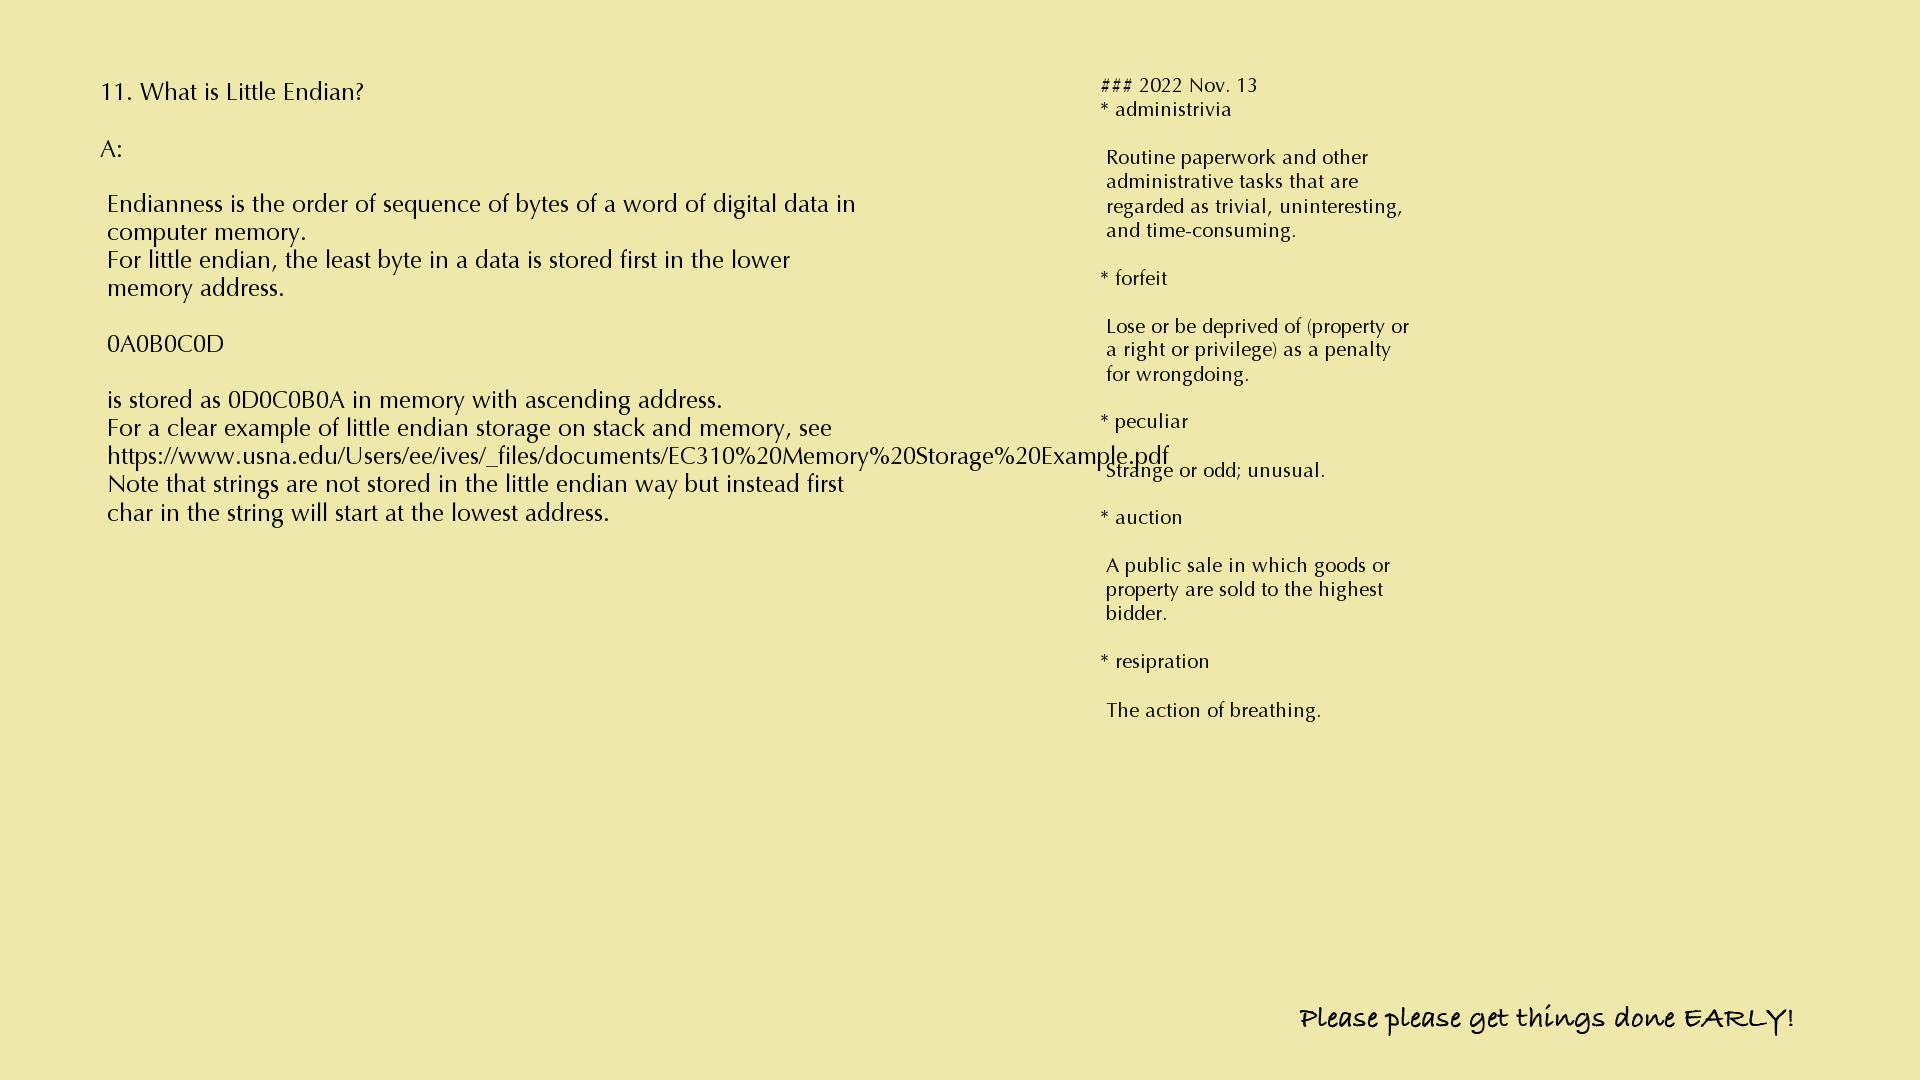 11. What is Little Endian?
A:
Endianness is the order of sequence of bytes of a word of digital data in
computer memory.
For little endian, the least byte in a data is stored first in the lower
memory address.
0A0B0C0D
is stored as 0D0C0B0A in memory with ascending address.
For a clear example of little endian storage on stack and memory, see
https://www.usna.edu/Users/ee/ives/_files/documents/EC310%20Memory%20Storage%20Example.pdf
Note that strings are not stored in the little endian way but instead first
char in the string will start at the lowest address.
### 2022 Nov. 13
* administrivia
Routine paperwork and other
administrative tasks that are
regarded as trivial, uninteresting,
and time-consuming.
* forfeit
Lose or be deprived of (property or
a right or privilege) as a penalty
for wrongdoing.
* peculiar
Strange or odd; unusual.
* auction
A public sale in which goods or
property are sold to the highest
bidder.
* resipration
The action of breathing.
Please please get things done EARLY!